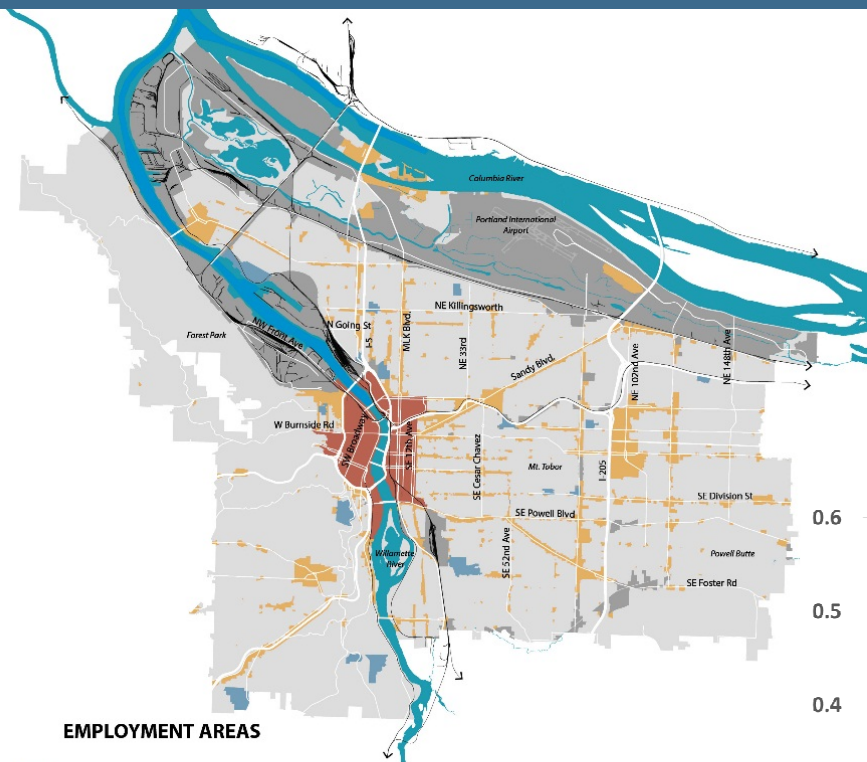 Columbia River
Portland International
Airport
NE Killingsworth
N Going St
NW Front Ave
I-5
MLK Blvd.
NE 33rd
Forest Park
Sandy Blvd.
NE 102nd Ave
NE 148th Ave
W Burnside Rd
SW Broadway
SE 12th Ave
SE Cesar Chavez
Mt. Tabor
I-205
SE Division St
SE Powell Blvd
0.6
Willamette
River
SE 52nd Ave
Powell Butte
SE Foster Rd
0.5
0.4
EMPLOYMENT AREAS